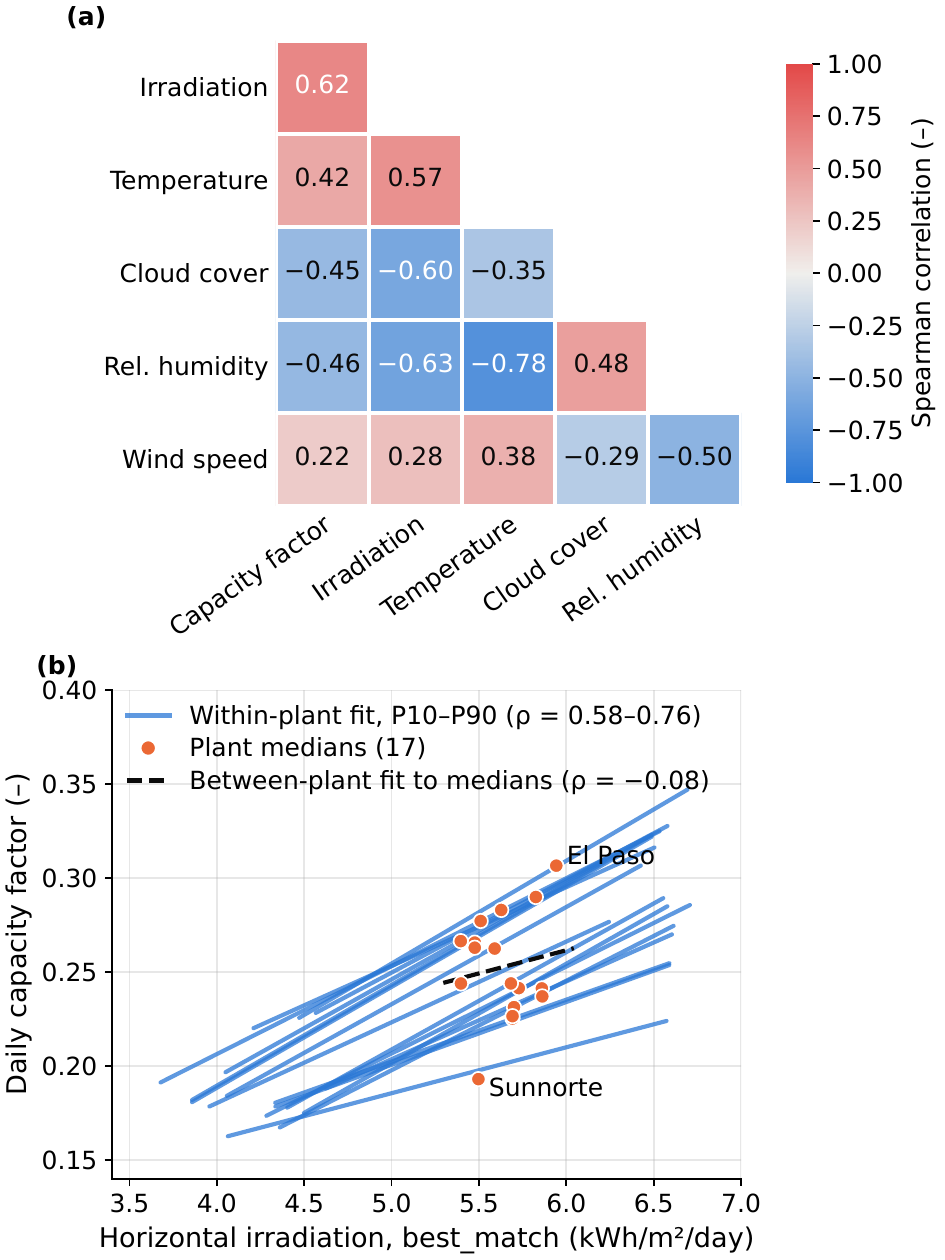 (a)
Irradiation 0.62
Temperature 0.42 0.57
Cloud cover −0.45 −0.60 −0.35
Rel. humidity −0.46 −0.63 −0.78 0.48
Wind speed 0.22 0.28 0.38 −0.29 −0.50
Capacity factor Irradiation Temperature Cloud cover Rel. humidity
1.00
0.75
0.50
0.25
0.00
−0.25
−0.50
−0.75
−1.00
Spearman correlation (–)
(b)
Within-plant fit, P10–P90 (ρ = 0.58–0.76)
Plant medians (17)
Between-plant fit to medians (ρ = −0.08)
El Paso
Sunnorte
0.40
0.35
0.30
0.25
0.20
0.15
Daily capacity factor (–)
3.5 4.0 4.5 5.0 5.5 6.0 6.5 7.0
Horizontal irradiation, best_match (kWh/m²/day)